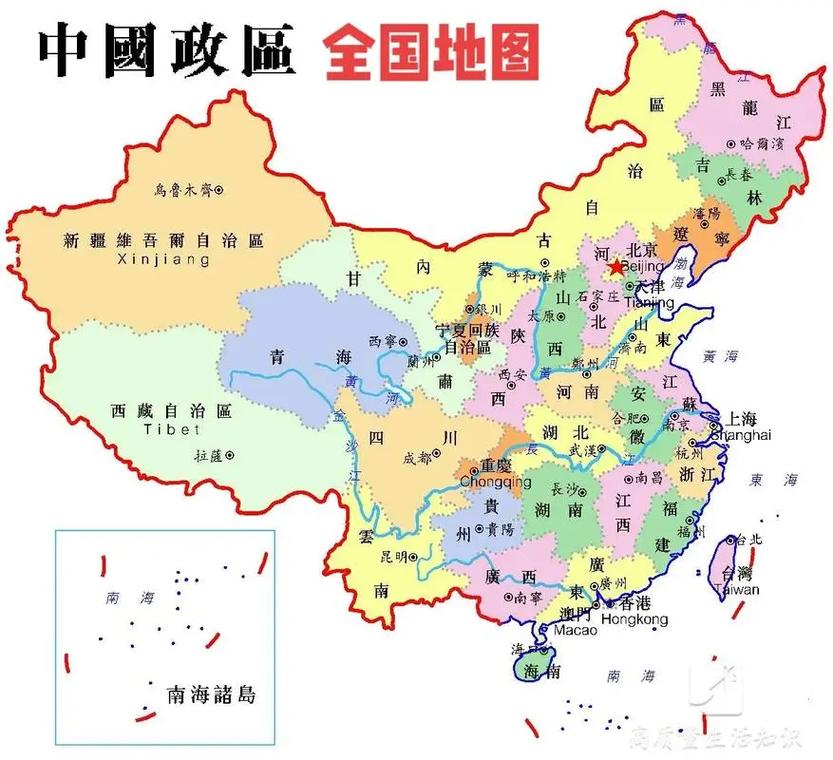 中國政區 全国地图
黑龍江
黑龍江
哈爾濱
吉林
長春
遼寧
瀋陽
內蒙古自治區
呼和浩特
新疆維吾爾自治區
Xinjiang
烏魯木齊
甘肅
蘭州
銀川
宁夏回族
自治區
青海
西寧
西藏自治區
Tibet
拉薩
陝西
西安
山西
太原
河北
石家庄
北京
Beijing
天津
Tianjing
渤海
山東
濟南
黃河
黃河
黃海
河南
鄭州
江蘇
南京
安徽
合肥
上海
Shanghai
浙江
杭州
東海
湖北
武漢
長江
四川
成都
重慶
Chongqing
金沙江
貴州
貴陽
湖南
長沙
江西
南昌
福建
福州
雲南
昆明
廣西
南寧
廣東
廣州
澳門
Macao
香港
Hongkong
台北
台灣
Taiwan
海口
海南
南海
南海
南海諸島
高质量生活知识